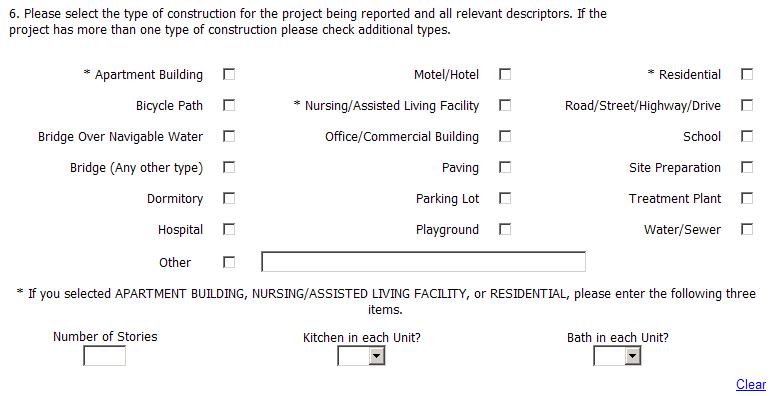 6. Please select the type of construction for the project being reported and all relevant descriptors. If the
project has more than one type of construction please check additional types.
* Apartment Building Motel/Hotel * Residential
Bicycle Path * Nursing/Assisted Living Facility Road/Street/Highway/Drive
Bridge Over Navigable Water Office/Commercial Building School
Bridge (Any other type) Paving Site Preparation
Dormitory Parking Lot Treatment Plant
Hospital Playground Water/Sewer
Other
* If you selected APARTMENT BUILDING, NURSING/ASSISTED LIVING FACILITY, or RESIDENTIAL, please enter the following three
items.
Number of Stories Kitchen in each Unit? Bath in each Unit?
Clear